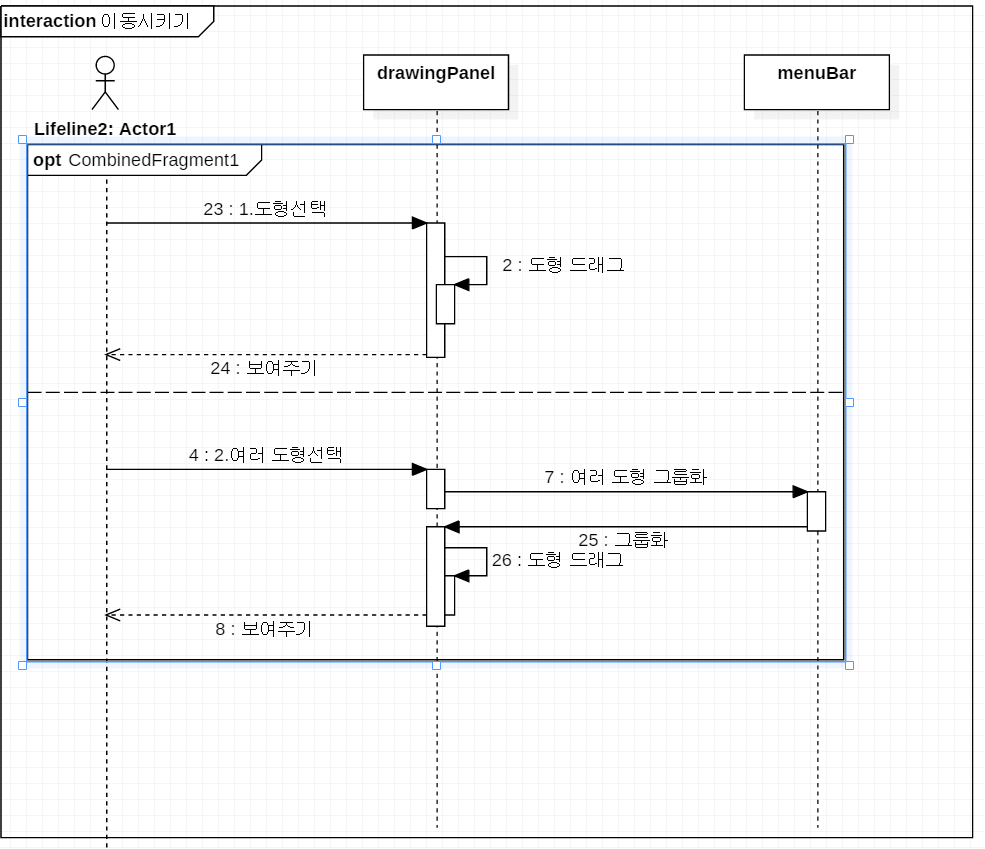 interaction 이동시키기
drawingPanel
menuBar
Lifeline2: Actor1
opt CombinedFragment1
23 : 1.도형선택
2 : 도형 드래그
24 : 보여주기
4 : 2.여러 도형선택
7 : 여러 도형 그룹화
25 : 그룹화
26 : 도형 드래그
8 : 보여주기